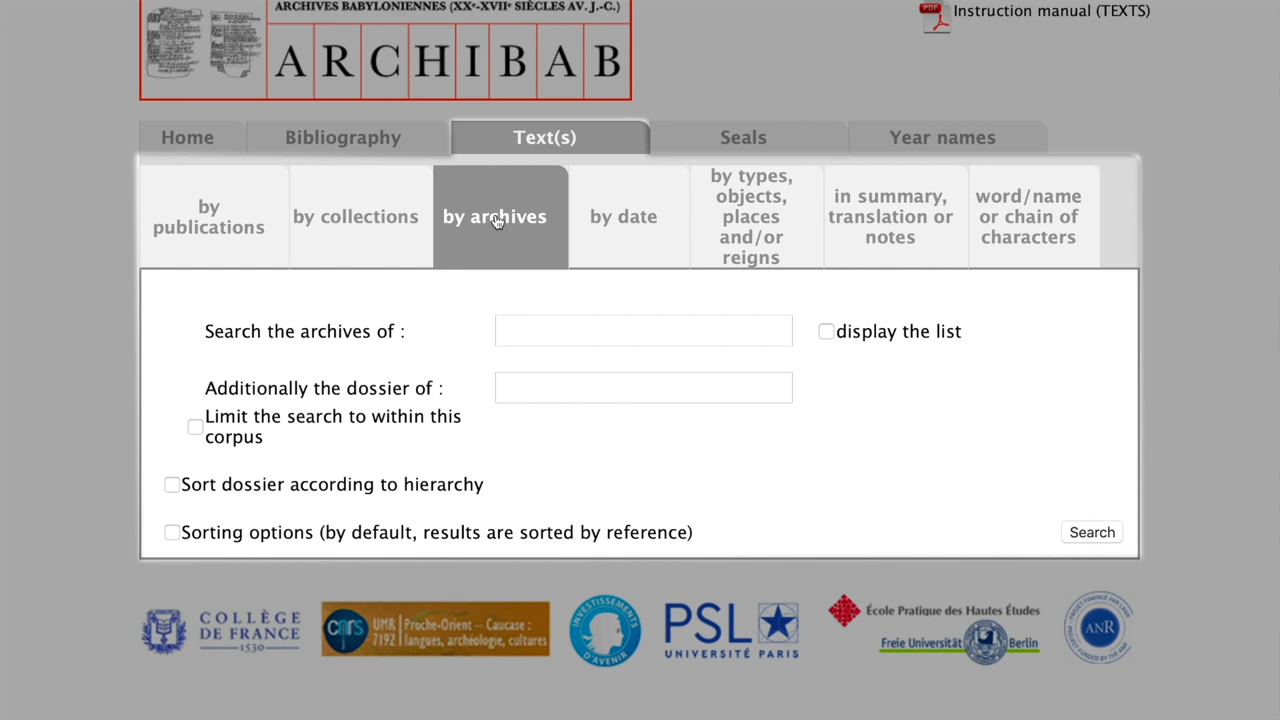 ARCHIVES BABYLONIENNES (XXᵉ-XVIIᵉ SIÈCLES AV. J.-C.)
ARCHIBAB
Instruction manual (TEXTS)
PDF
Home
Bibliography
Text(s)
Seals
Year names
by
publications
by collections
by archives
by date
by types,
objects,
places
and/or
reigns
in summary,
translation or
notes
word/name
or chain of
characters
Search the archives of :
display the list
Additionally the dossier of :
Limit the search to within this
corpus
Sort dossier according to hierarchy
Sorting options (by default, results are sorted by reference)
Search
COLLÈGE
DE FRANCE
1530
cnrs
UMR
7192
Proche-Orient – Caucase :
langues, archéologie, cultures
INVESTISSEMENTS
D'AVENIR
PSL
UNIVERSITÉ PARIS
École Pratique des Hautes Études
Freie Universität
Berlin
ANR